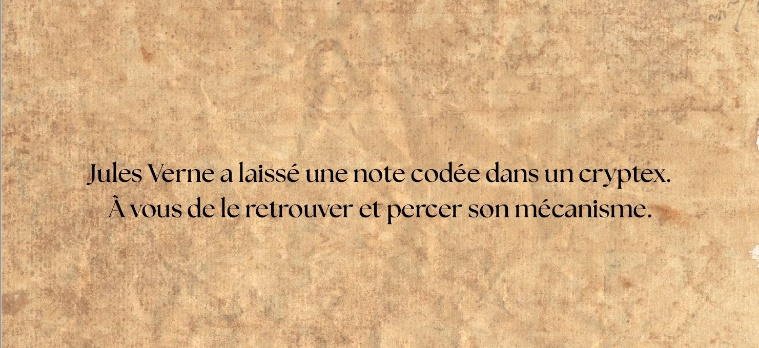 Jules Verne a laissé une note codée dans un cryptex.
À vous de le retrouver et percer son mécanisme.